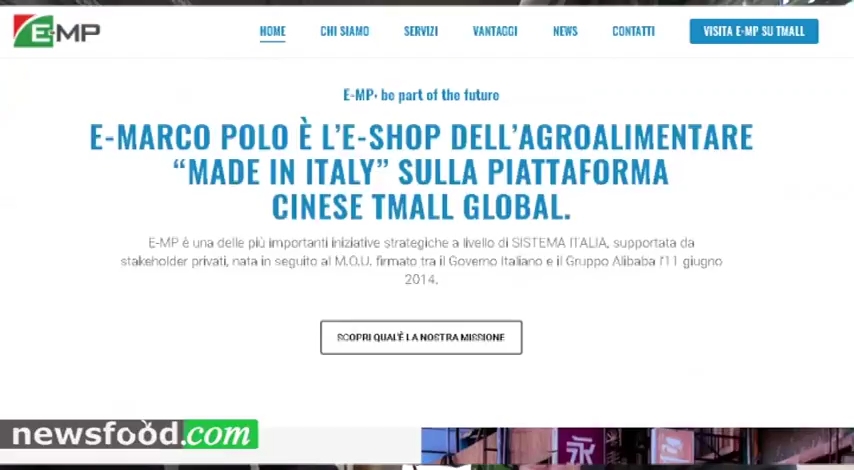 E-MP
HOME CHI SIAMO SERVIZI VANTAGGI NEWS CONTATTI VISITA E-MP SU TMALL
E-MP: be part of the future
E-MARCO POLO È L'E-SHOP DELL'AGROALIMENTARE
“MADE IN ITALY” SULLA PIATTAFORMA
CINESE TMALL GLOBAL.
E-MP è una delle più importanti iniziative strategiche a livello di SISTEMA ITALIA, supportata da
stakeholder privati, nata in seguito al M.O.U. firmato tra il Governo Italiano e il Gruppo Alibaba l'11 giugno
2014.
SCOPRI QUAL'È LA NOSTRA MISSIONE
newsfood.com
永